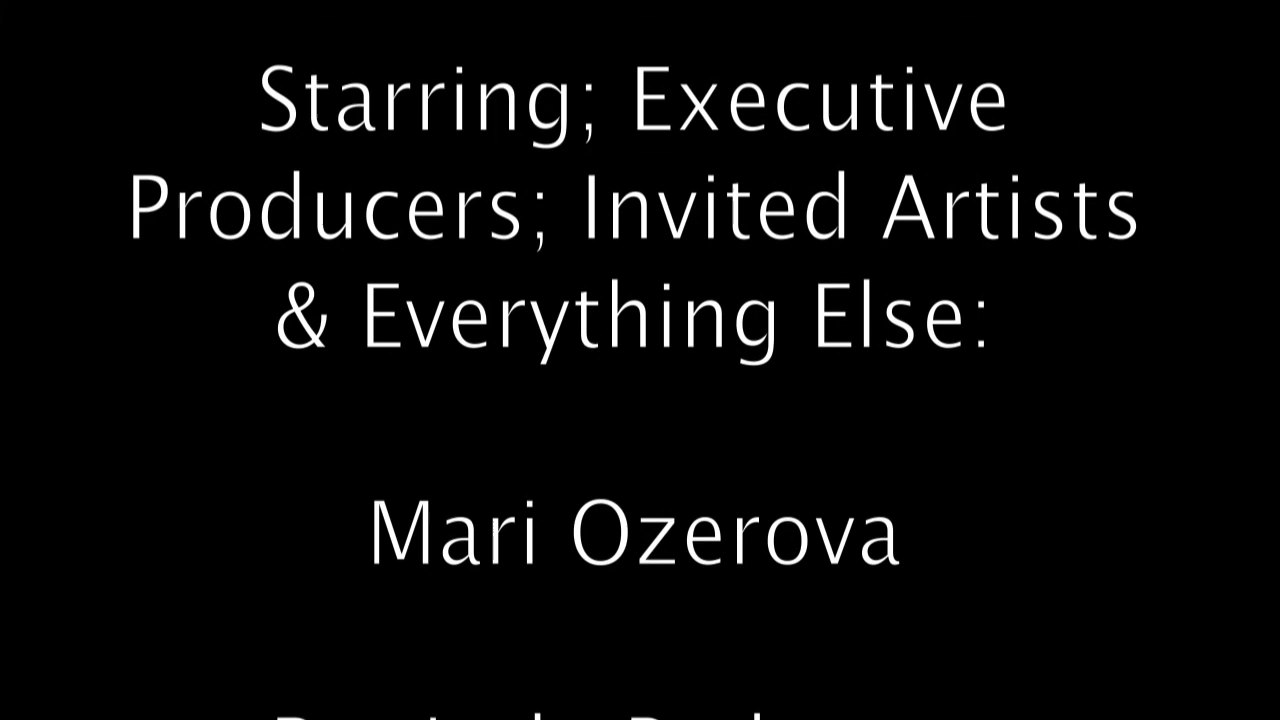 Starring; Executive
Producers; Invited Artists
& Everything Else:
Mari Ozerova